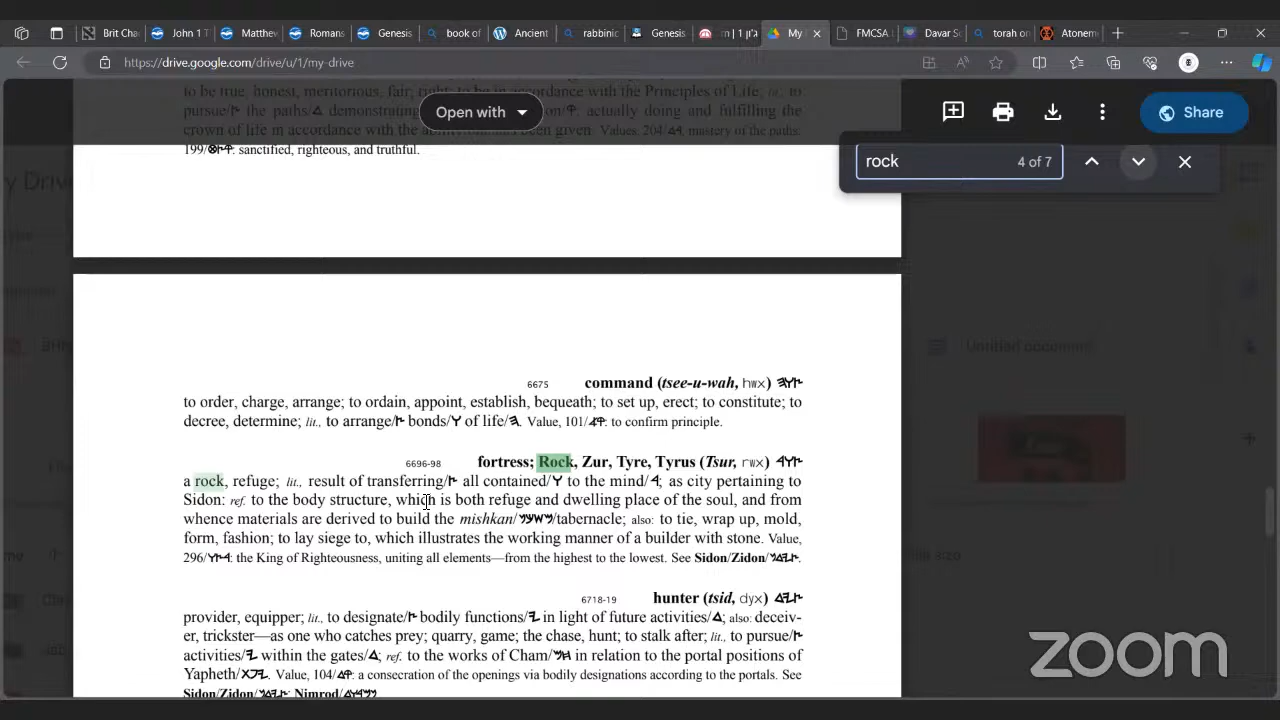 Brit Cha
John 1 T
Matthew
Romans
Genesis
book of
Ancient
rabbinic
Genesis
My
FMCSA
Davar Se
torah on
Atonem
https://drive.google.com/drive/u/1/my-drive
to be true, honest, meritorious, fair; right; to be in accordance with the Principles of Life; lit., to
pursue/ the paths/ demonstrating actually doing and fulfilling the
crown of life m accordance with the been given. Values: 204/ : mastery of the paths:
199/ : sanctified, righteous, and truthful.
Open with
Share
rock 4 of 7
6675 command (tsee-u-wah, hwx)
to order, charge, arrange; to ordain, appoint, establish, bequeath; to set up, erect; to constitute; to
decree, determine; lit., to arrange/ bonds/ of life/ . Value, 101/ : to confirm principle.
6696-98 fortress; Rock, Zur, Tyre, Tyrus (Tsur, rwx)
a rock, refuge; lit., result of transferring/ all contained/ to the mind/ ; as city pertaining to
Sidon: ref. to the body structure, which is both refuge and dwelling place of the soul, and from
whence materials are derived to build the mishkan/ /tabernacle; also: to tie, wrap up, mold,
form, fashion; to lay siege to, which illustrates the working manner of a builder with stone. Value,
296/ : the King of Righteousness, uniting all elements—from the highest to the lowest. See Sidon/Zidon/ .
6718-19 hunter (tsid, dyx)
provider, equipper; lit., to designate/ bodily functions/ in light of future activities/ ; also: deceiv-
er, trickster—as one who catches prey; quarry, game; the chase, hunt; to stalk after; lit., to pursue/
activities/ within the gates/ ; ref. to the works of Cham/ in relation to the portal positions of
Yapheth/ . Value, 104/ : a consecration of the openings via bodily designations according to the portals. See
Sidon/Zidon/ ; Nimrod/
Untitled document
zoom